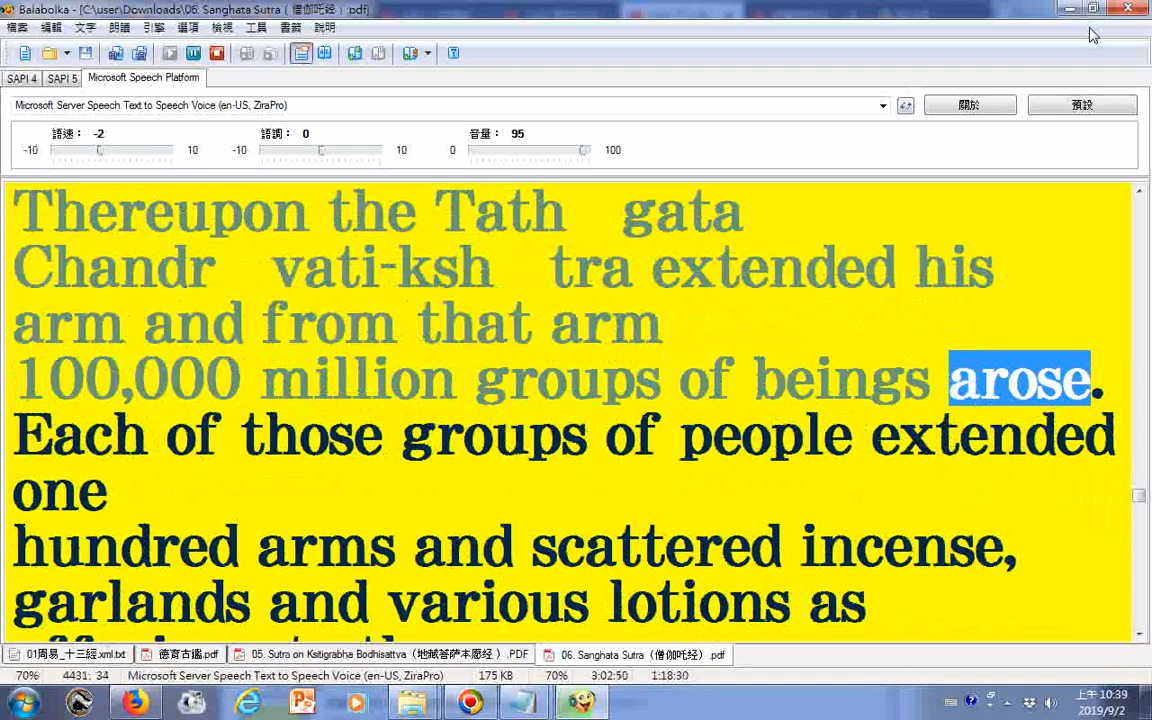 Balabolka - [C:\user\Downloads\06. Sanghata Sutra（僧伽吒经）.pdf]
檔案 編輯 文字 朗讀 引擎 選項 檢視 工具 書籤 說明
SAPI 4 SAPI 5 Microsoft Speech Platform
Microsoft Server Speech Text to Speech Voice (en-US, ZiraPro) 關於 預設
語速： -2 語調： 0 音量： 95
-10 10 -10 10 0 100
Thereupon the Tath gata
Chandr vati-ksh tra extended his
arm and from that arm
100,000 million groups of beings arose.
Each of those groups of people extended
one
hundred arms and scattered incense,
garlands and various lotions as
01周易_十三經.xml.txt 德育古鑑.pdf 05. Sutra on Ksitigrabha Bodhisattva（地藏菩萨本愿经）.PDF 06. Sanghata Sutra（僧伽吒经）.pdf
70% 4431: 34 Microsoft Server Speech Text to Speech Voice (en-US, ZiraPro) 175 KB 70% 3:02:50 1:18:30
上午 10:39
2019/9/2